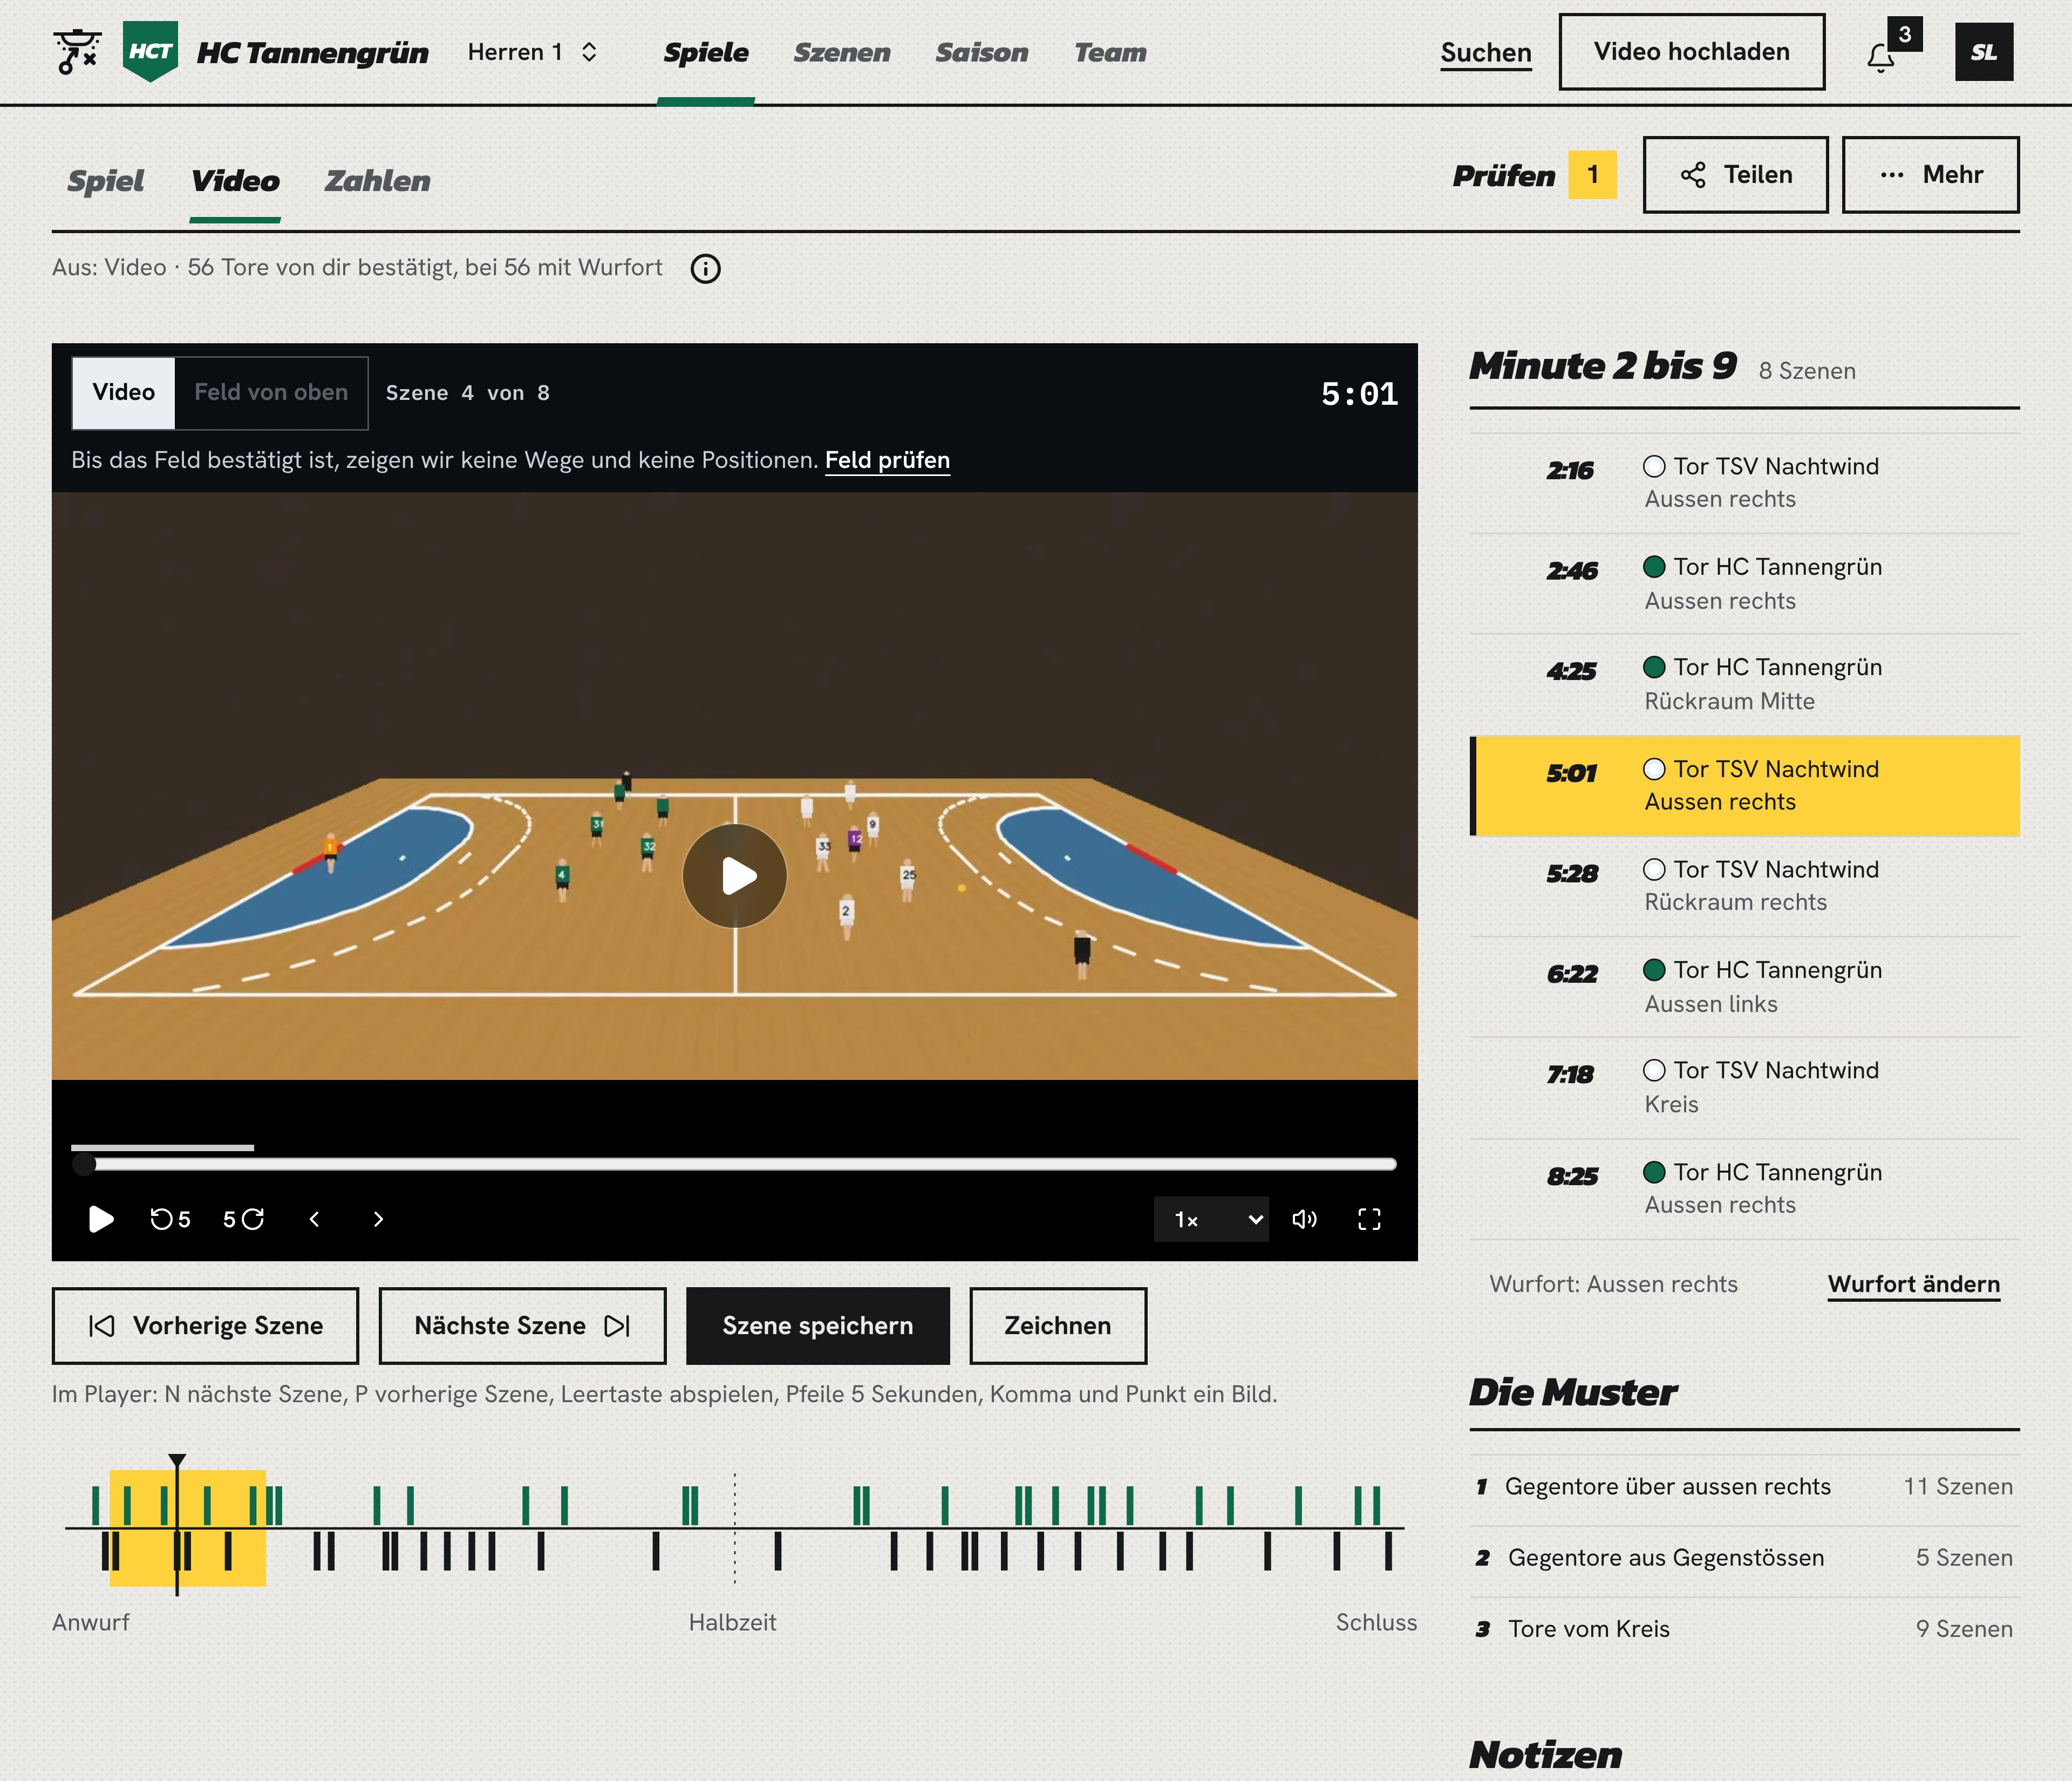 HCT HC Tannengrün Herren 1 Spiele Szenen Saison Team Suchen Video hochladen 3 SL
Spiel Video Zahlen Prüfen 1 Teilen Mehr
Aus: Video · 56 Tore von dir bestätigt, bei 56 mit Wurfort
Video Feld von oben Szene 4 von 8 5:01
Bis das Feld bestätigt ist, zeigen wir keine Wege und keine Positionen. Feld prüfen
31
9
1
32
33
12
4
25
2
5 5 1×
Vorherige Szene Nächste Szene Szene speichern Zeichnen
Im Player: N nächste Szene, P vorherige Szene, Leertaste abspielen, Pfeile 5 Sekunden, Komma und Punkt ein Bild.
Anwurf Halbzeit Schluss
Minute 2 bis 9 8 Szenen
2:16 Tor TSV Nachtwind
Aussen rechts
2:46 Tor HC Tannengrün
Aussen rechts
4:25 Tor HC Tannengrün
Rückraum Mitte
5:01 Tor TSV Nachtwind
Aussen rechts
5:28 Tor TSV Nachtwind
Rückraum rechts
6:22 Tor HC Tannengrün
Aussen links
7:18 Tor TSV Nachtwind
Kreis
8:25 Tor HC Tannengrün
Aussen rechts
Wurfort: Aussen rechts Wurfort ändern
Die Muster
1 Gegentore über aussen rechts 11 Szenen
2 Gegentore aus Gegenstössen 5 Szenen
3 Tore vom Kreis 9 Szenen
Notizen